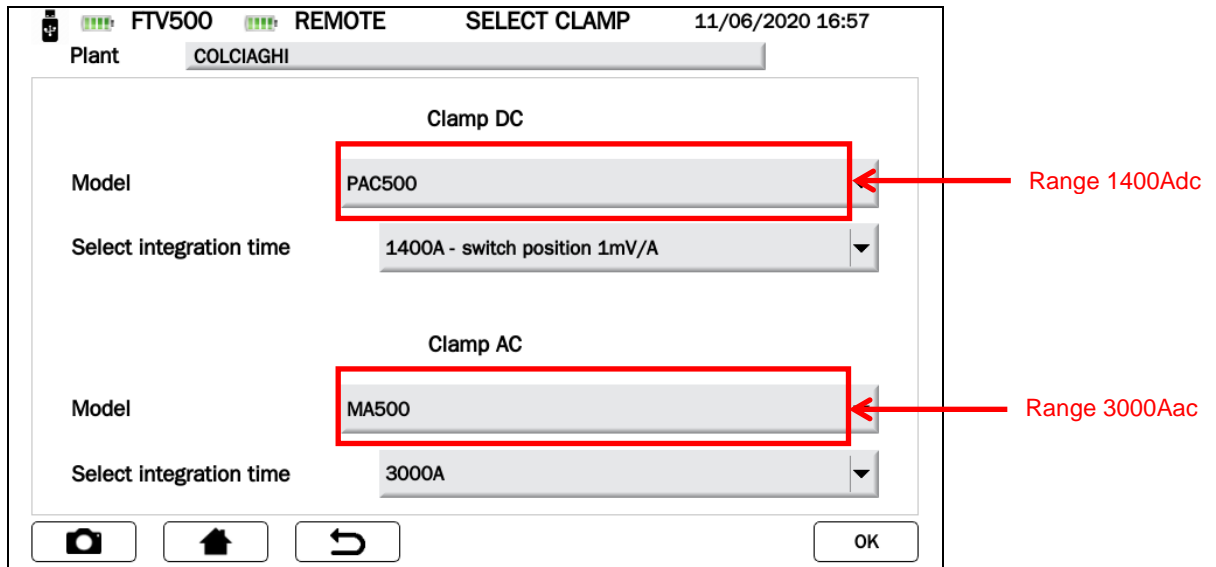 FTV500 REMOTE SELECT CLAMP 11/06/2020 16:57
Plant COLCIAGHI
Clamp DC
Model PAC500 Range 1400Adc
Select integration time 1400A - switch position 1mV/A
Clamp AC
Model MA500 Range 3000Aac
Select integration time 3000A
OK